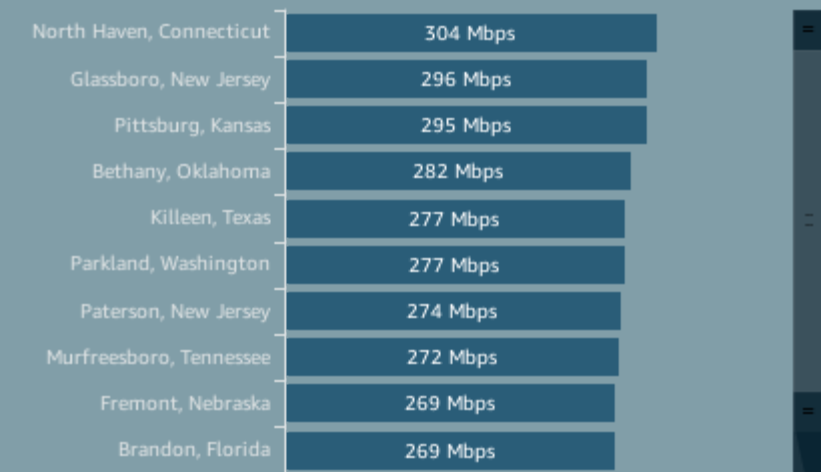 North Haven, Connecticut 304 Mbps
Glassboro, New Jersey 296 Mbps
Pittsburg, Kansas 295 Mbps
Bethany, Oklahoma 282 Mbps
Killeen, Texas 277 Mbps
Parkland, Washington 277 Mbps
Paterson, New Jersey 274 Mbps
Murfreesboro, Tennessee 272 Mbps
Fremont, Nebraska 269 Mbps
Brandon, Florida 269 Mbps